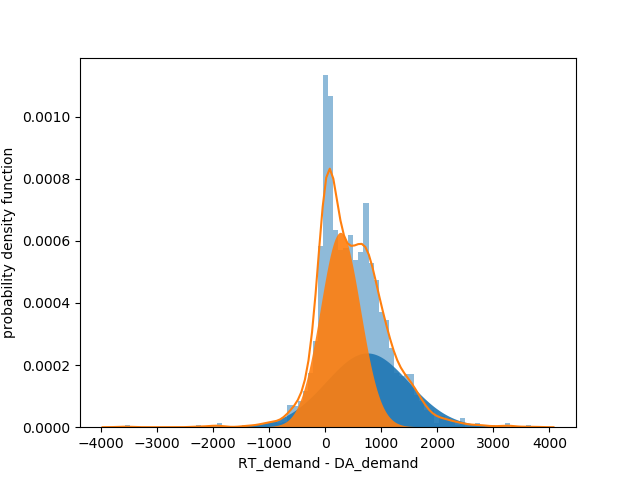 probability density function
0.0010
0.0008
0.0006
0.0004
0.0002
0.0000
−4000 −3000 −2000 −1000 0 1000 2000 3000 4000
RT_demand - DA_demand